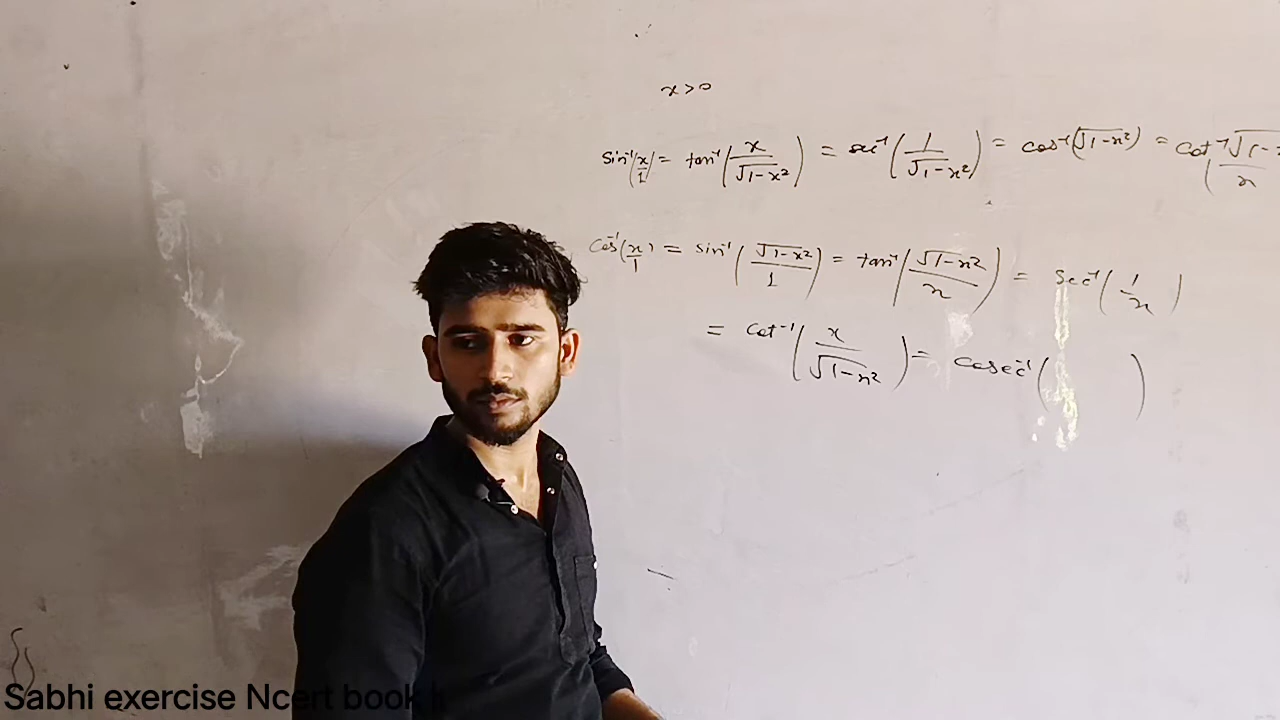 x>0
sin⁻¹(x/1) = tan⁻¹(x/√1-x²) = sec⁻¹(1/√1-x²) = cos⁻¹(√1-x²) = cot⁻¹(√1-
x)
cos⁻¹(x/1) = sin⁻¹(√1-x²/1) = tan⁻¹(√1-x²/x) = sec⁻¹(1/x)
= cot⁻¹(x/√1-x²) = cosec⁻¹( )
Sabhi exercise Ncert book